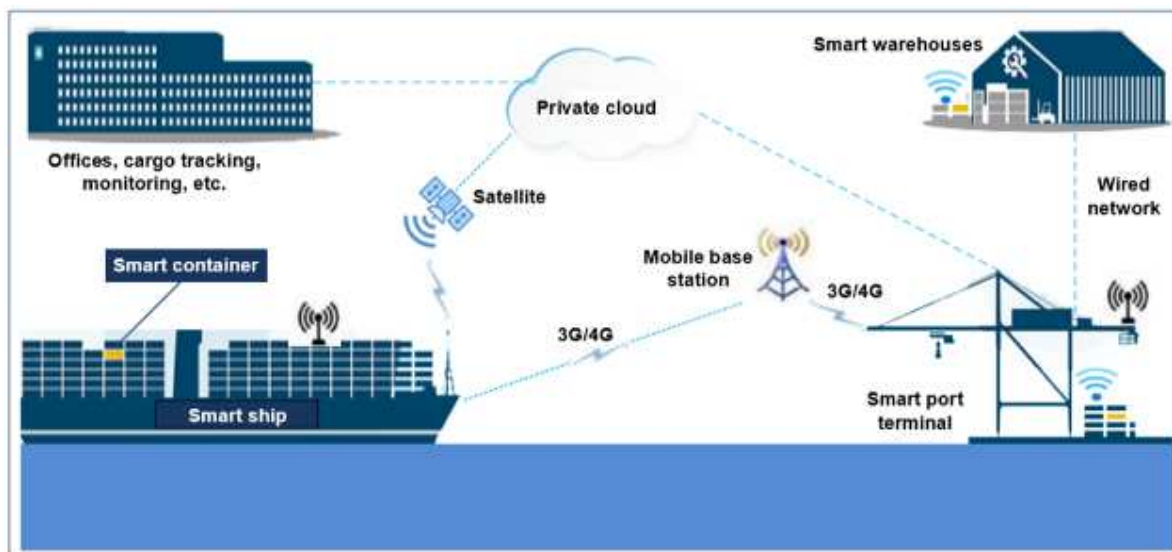 Smart warehouses
Private cloud
Offices, cargo tracking,
monitoring, etc.
Satellite
Wired
network
Smart container
Mobile base
station
3G/4G
3G/4G
Smart ship
Smart port
terminal